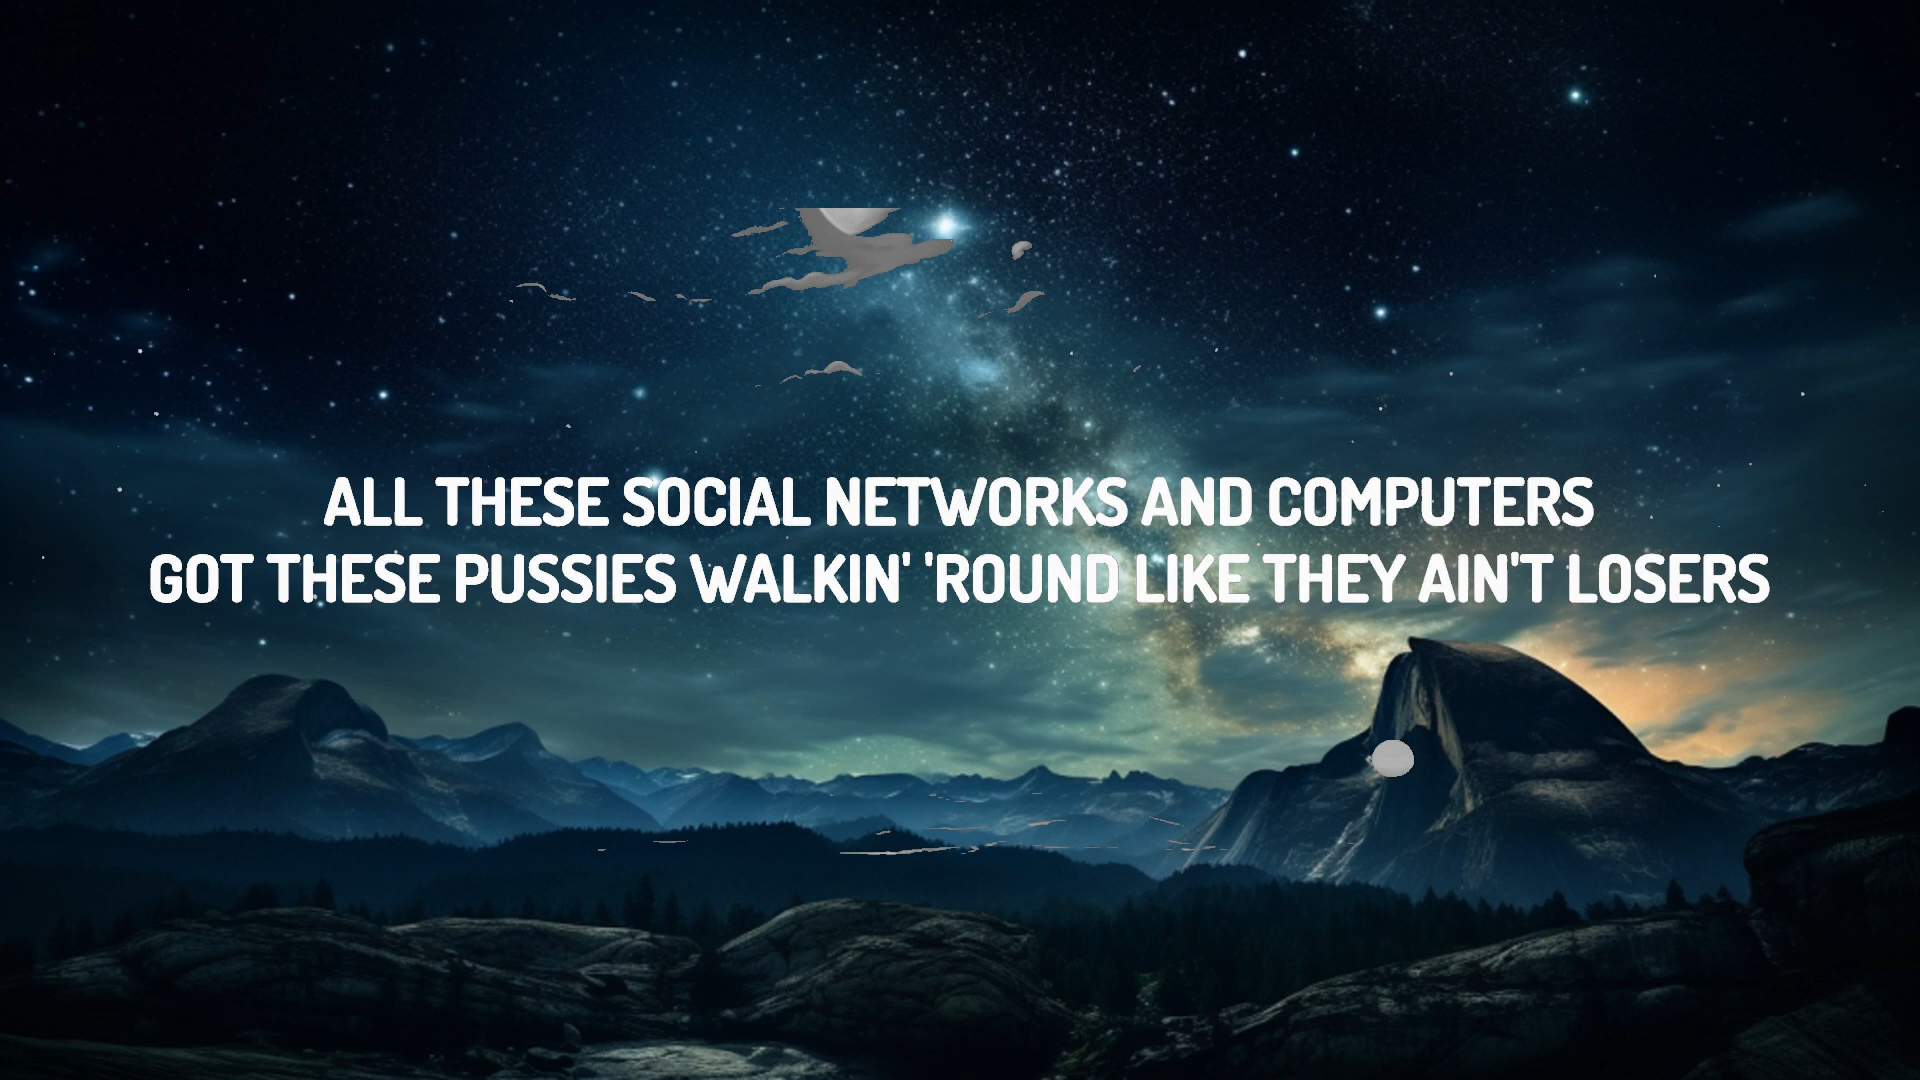 ALL THESE SOCIAL NETWORKS AND COMPUTERS
GOT THESE PUSSIES WALKIN' 'ROUND LIKE THEY AIN'T LOSERS